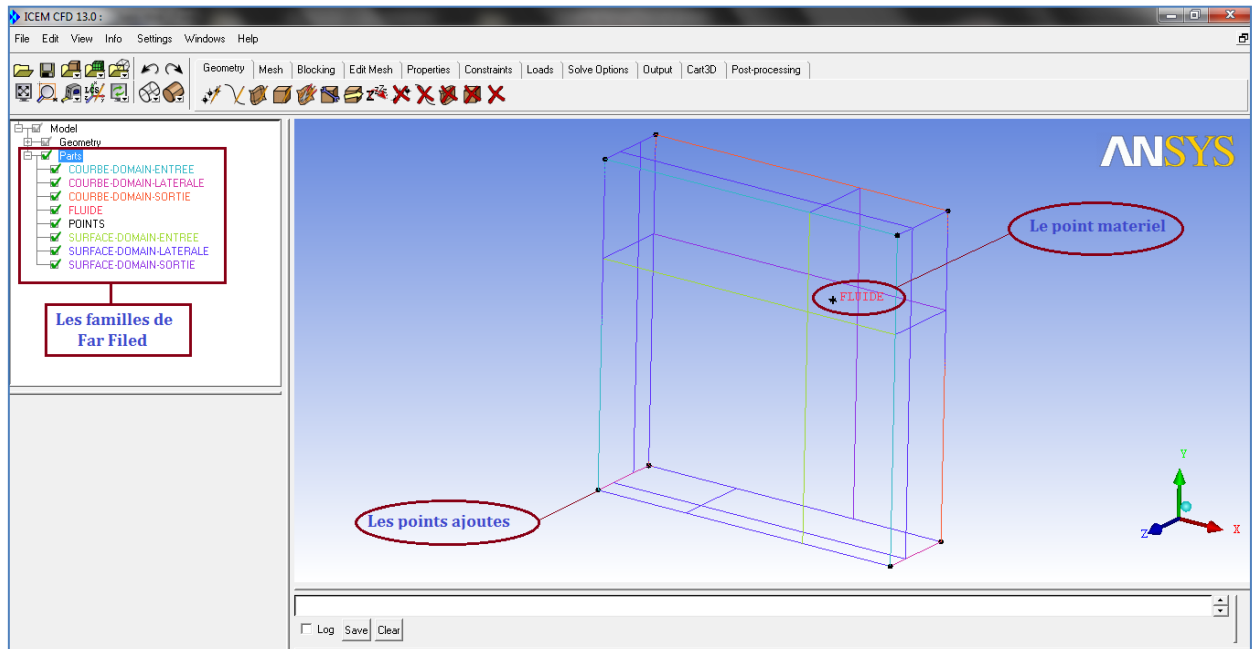 ICEM CFD 13.0 :
File Edit View Info Settings Windows Help
Geometry Mesh Blocking Edit Mesh Properties Constraints Loads Solve Options Output Cart3D Post-processing
Model
Geometry
Parts
COURBE-DOMAIN-ENTREE
COURBE-DOMAIN-LATERALE
COURBE-DOMAIN-SORTIE
FLUIDE
POINTS
SURFACE-DOMAIN-ENTREE
SURFACE-DOMAIN-LATERALE
SURFACE-DOMAIN-SORTIE
Les familles de
Far Filed
ANSYS
Le point materiel
FLUIDE
Les points ajoutes
Y
X
Z
Log Save Clear